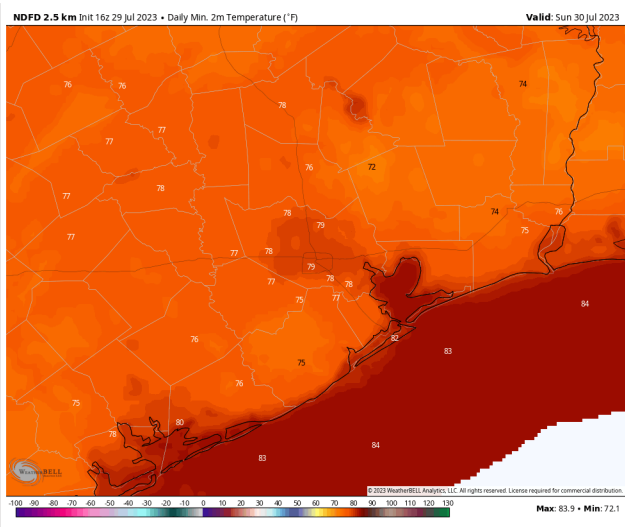 NDFD 2.5 km Init 16z 29 Jul 2023 • Daily Min. 2m Temperature (°F)
Valid: Sun 30 Jul 2023
76 76 74
78
77 77
76 72
77 78
78 79 74 76
75
77 77 78
79
77 78 78
75 77
84
76 82
83
75
76
75
80
78
83 84
WEATHERBELL
© 2023 WeatherBELL Analytics, LLC. All rights reserved. License required for commercial distribution.
-100 -90 -80 -70 -60 -50 -40 -30 -20 -10 0 10 20 30 40 50 60 70 80 90 100 110 120 130
Max: 83.9 • Min: 72.1